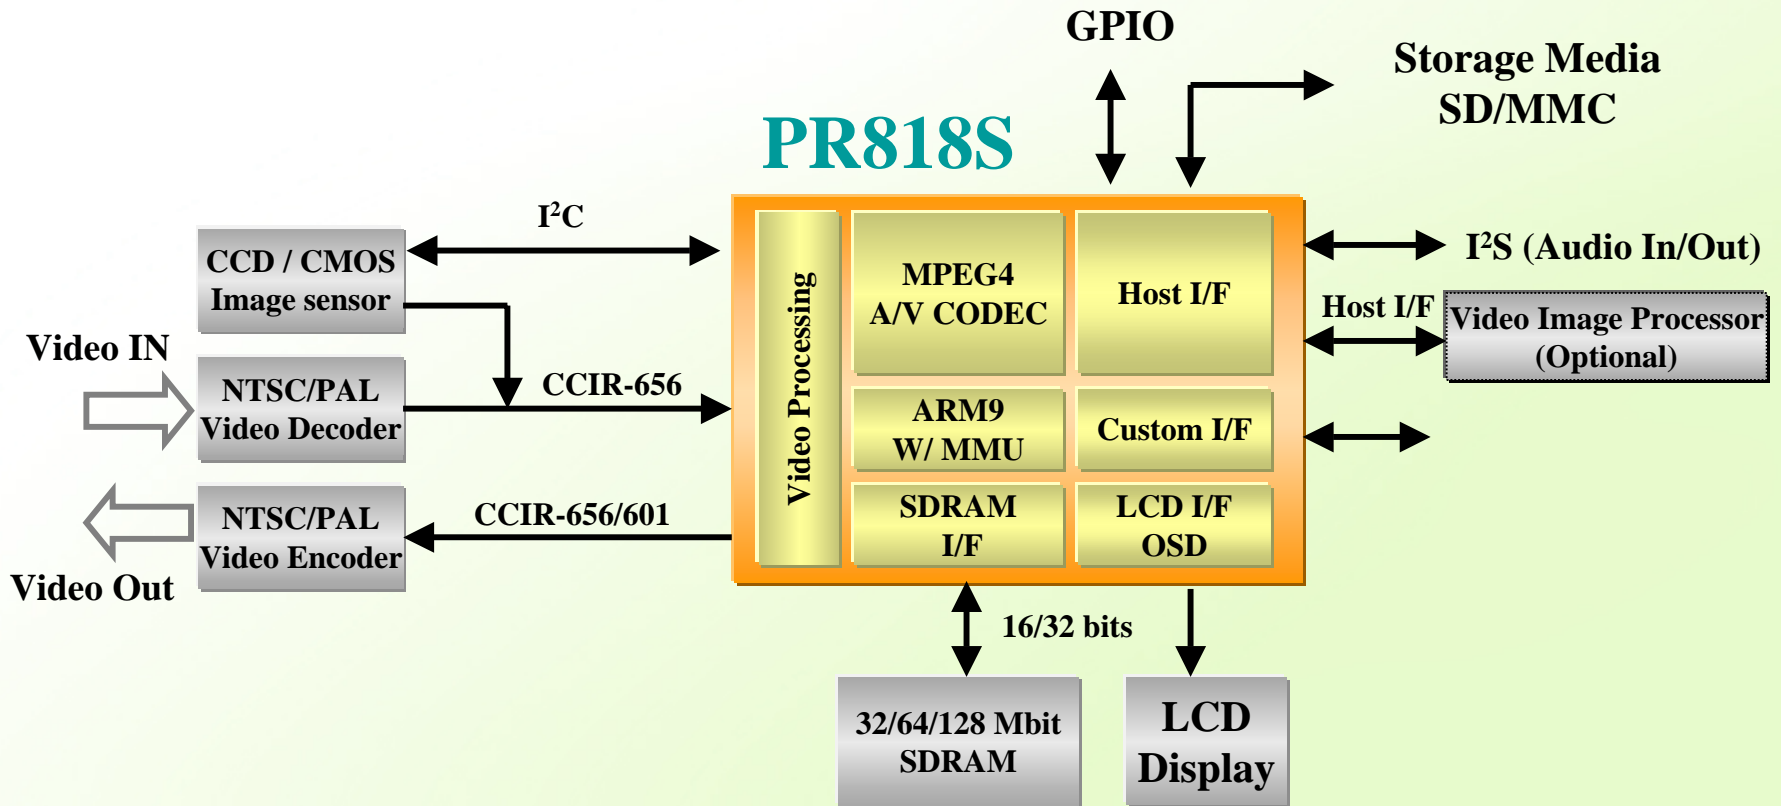 GPIO
Storage Media
SD/MMC
PR818S
I²C
CCD / CMOS
Image sensor
Video IN
NTSC/PAL
Video Decoder
CCIR-656
NTSC/PAL
Video Encoder
CCIR-656/601
Video Out
Video Processing
MPEG4
A/V CODEC
Host I/F
ARM9
W/ MMU
Custom I/F
SDRAM
I/F
LCD I/F
OSD
I²S (Audio In/Out)
Host I/F
Video Image Processor
(Optional)
16/32 bits
32/64/128 Mbit
SDRAM
LCD
Display